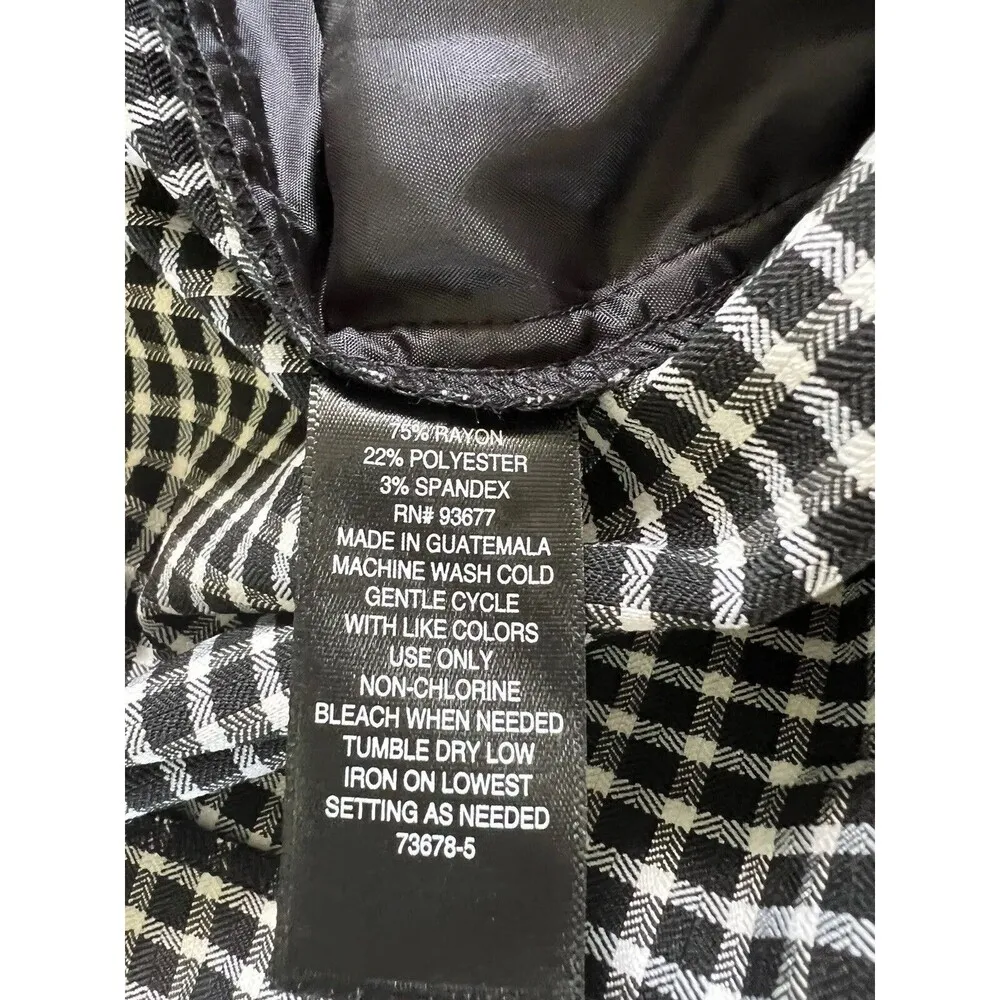 75% RAYON
22% POLYESTER
3% SPANDEX
RN# 93677
MADE IN GUATEMALA
MACHINE WASH COLD
GENTLE CYCLE
WITH LIKE COLORS
USE ONLY
NON-CHLORINE
BLEACH WHEN NEEDED
TUMBLE DRY LOW
IRON ON LOWEST
SETTING AS NEEDED
73678-5